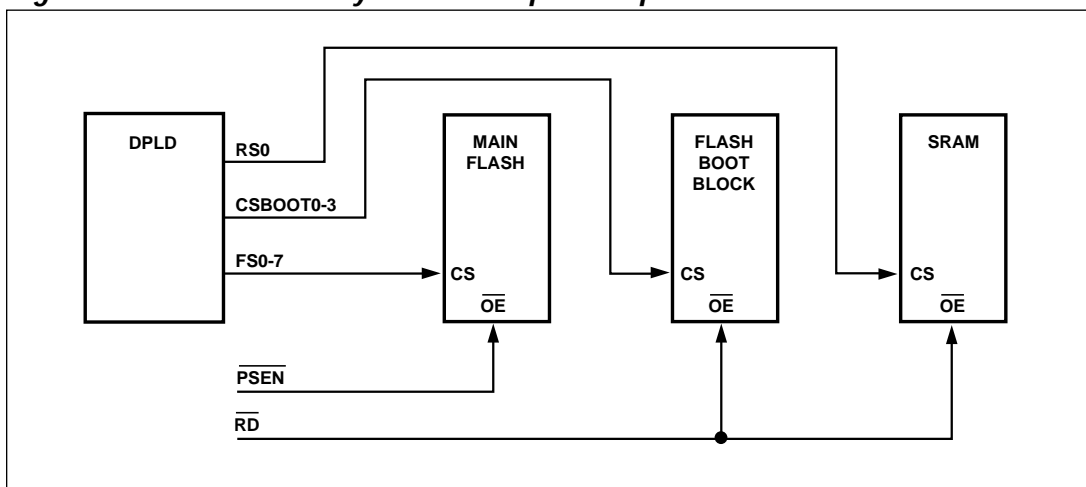 DPLD
RS0
CSBOOT0-3
FS0-7
MAIN
FLASH
CS
OE
FLASH
BOOT
BLOCK
CS
OE
SRAM
CS
OE
PSEN
RD